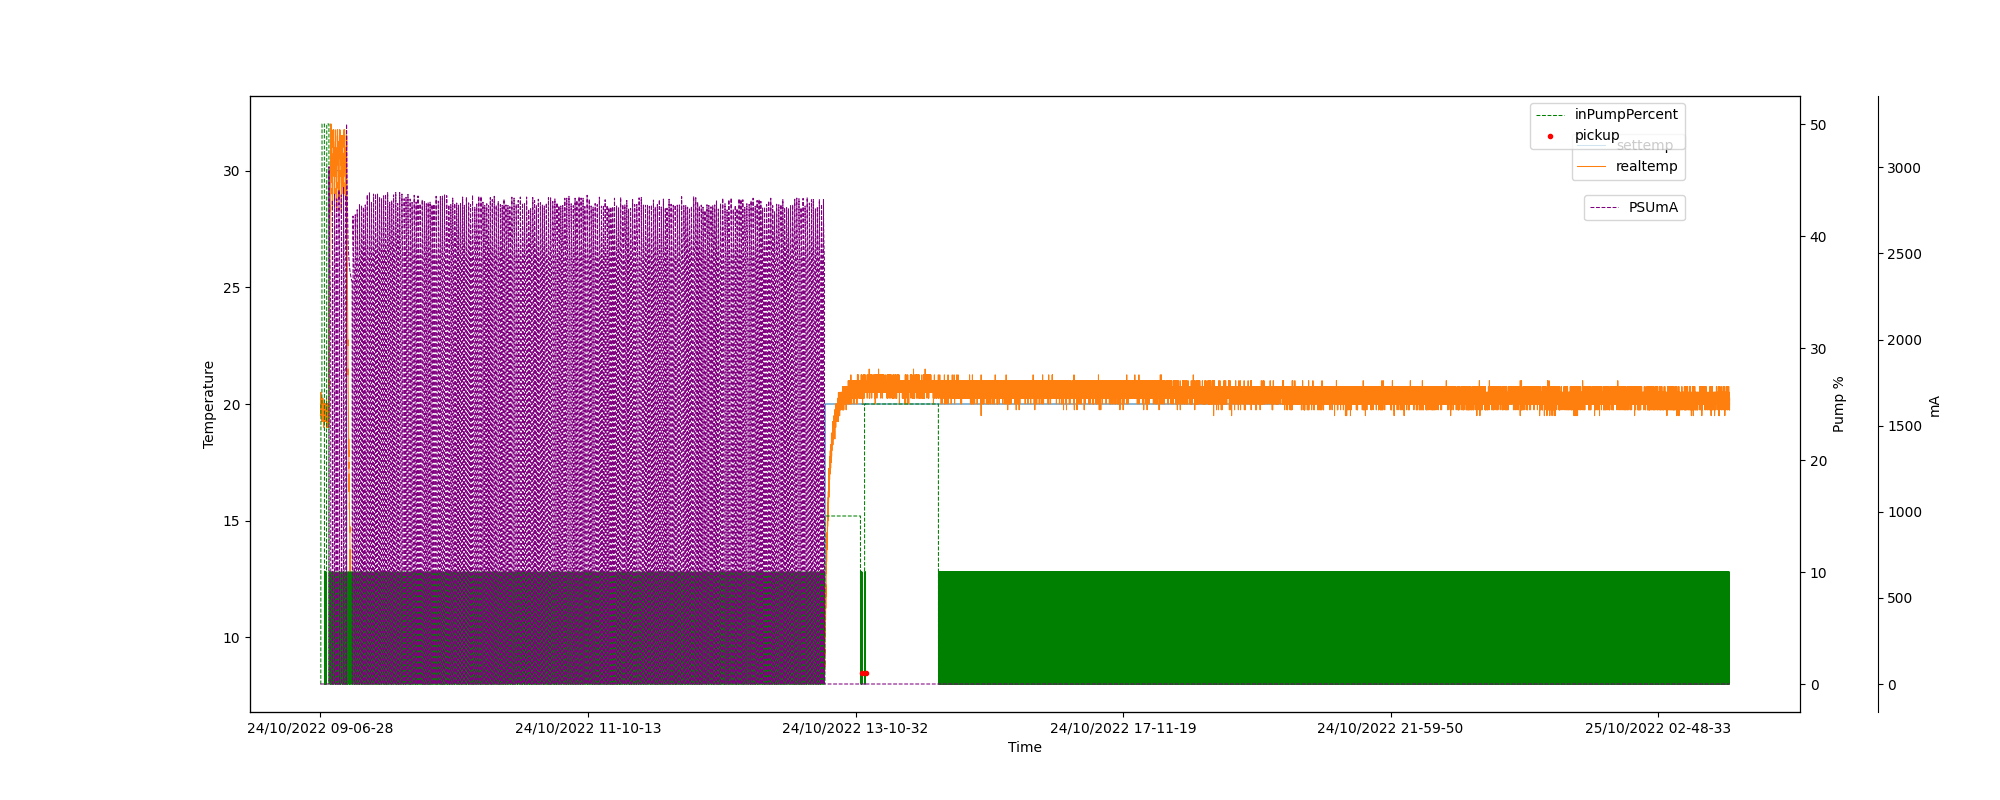 inPumpPercent
pickup
settemp
realtemp
PSUmA
30
25
20
15
10
Temperature
50
40
30
20
10
0
Pump %
3000
2500
2000
1500
1000
500
0
mA
24/10/2022 09-06-28
24/10/2022 11-10-13
24/10/2022 13-10-32
24/10/2022 17-11-19
24/10/2022 21-59-50
25/10/2022 02-48-33
Time